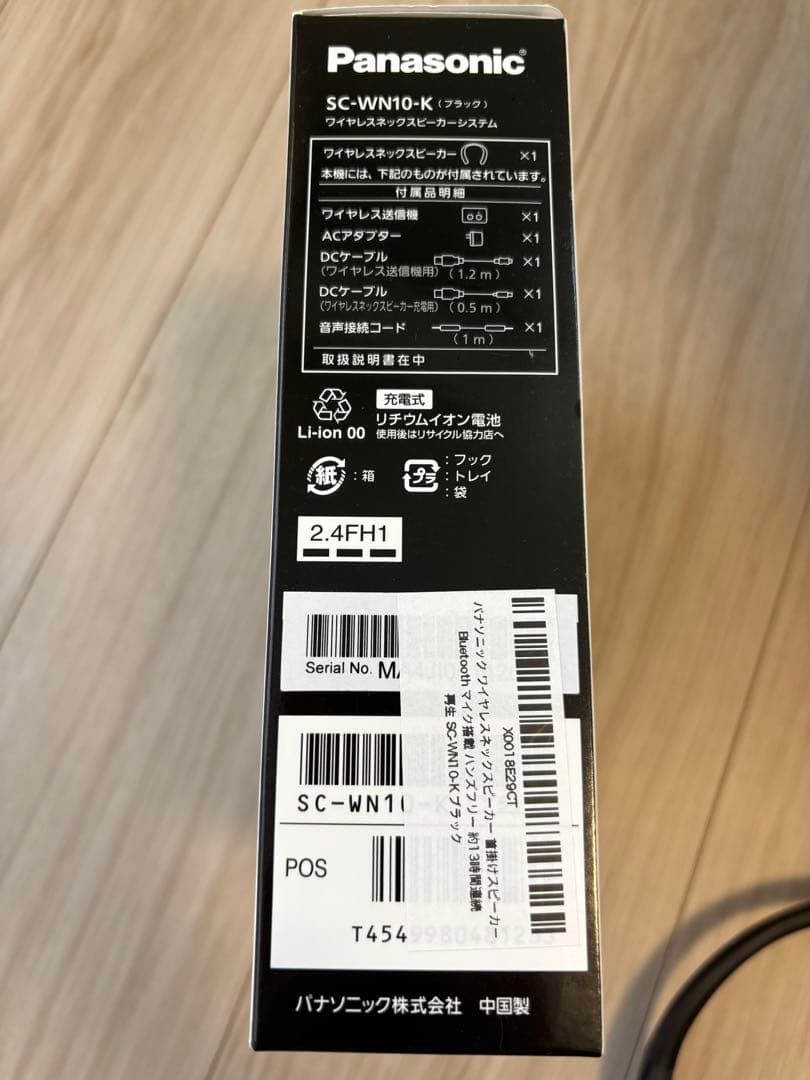 Panasonic®
SC-WN10-K (ブラック)
ワイヤレスネックスピーカーシステム
ワイヤレスネックスピーカー ×1
本機には、下記のものが付属されています。
付属品明細
ワイヤレス送信機 ×1
ACアダプター ×1
DCケーブル ×1
(ワイヤレス送信機用) (1.2 m)
DCケーブル ×1
(ワイヤレスネックスピーカー充電用) (0.5 m)
音声接続コード ×1
(1 m)
取扱説明書在中
充電式
リチウムイオン電池
Li-ion 00 使用後はリサイクル協力店へ
紙 : 箱
プラ : フック
: トレイ
: 袋
2.4FH1
Serial No. MA
SC-WN10-K
POS
T4549980481233
X0018E29CT
パナソニック ワイヤレスネックスピーカー 首掛けスピーカー
Bluetooth マイク搭載 ハンズフリー 約13時間連続
再生 SC-WN10-K ブラック
パナソニック株式会社 中国製